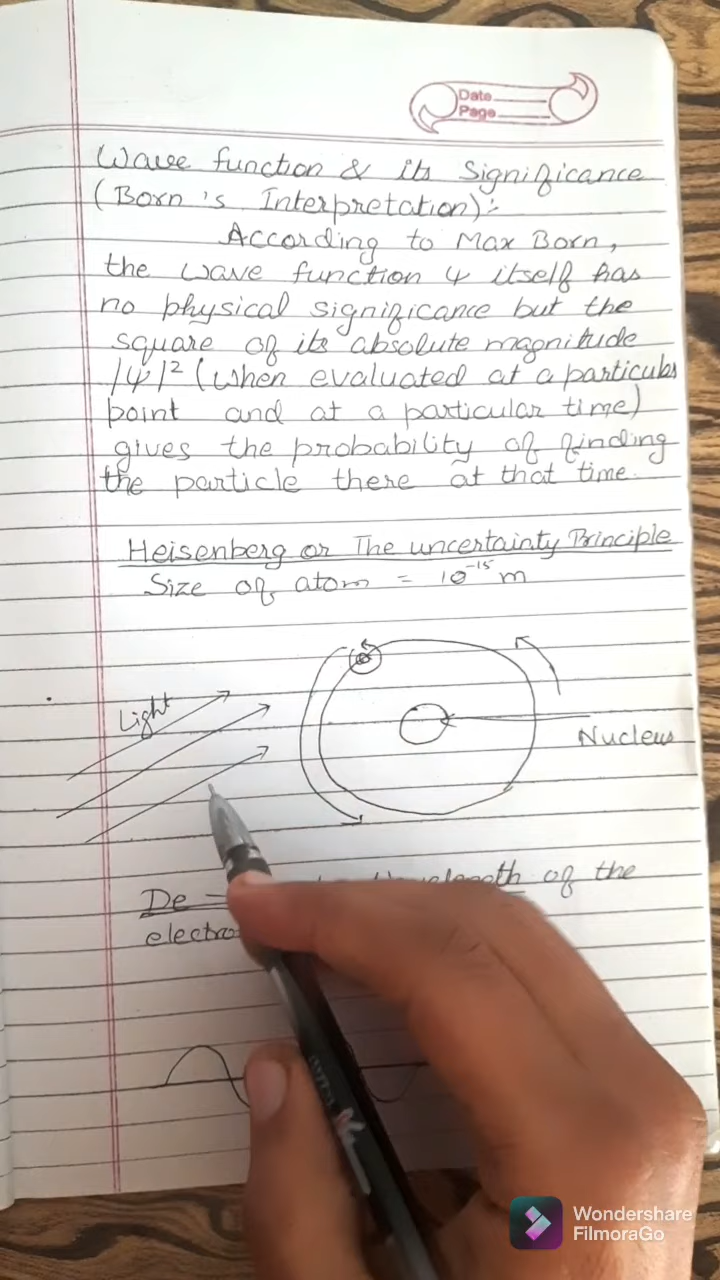 Date
Page
Wave function & its Significance
(Born's Interpretation):-
According to Max Born,
the wave function ψ itself has
no physical significance but the
square of its absolute magnitude
|ψ|² (when evaluated at a particular
point and at a particular time)
gives the probability of finding
the particle there at that time.
Heisenberg or The uncertainty Principle
Size of atom = 10⁻¹⁵ m
Light
Nucleus
De - of the
Wondershare
FilmoraGo